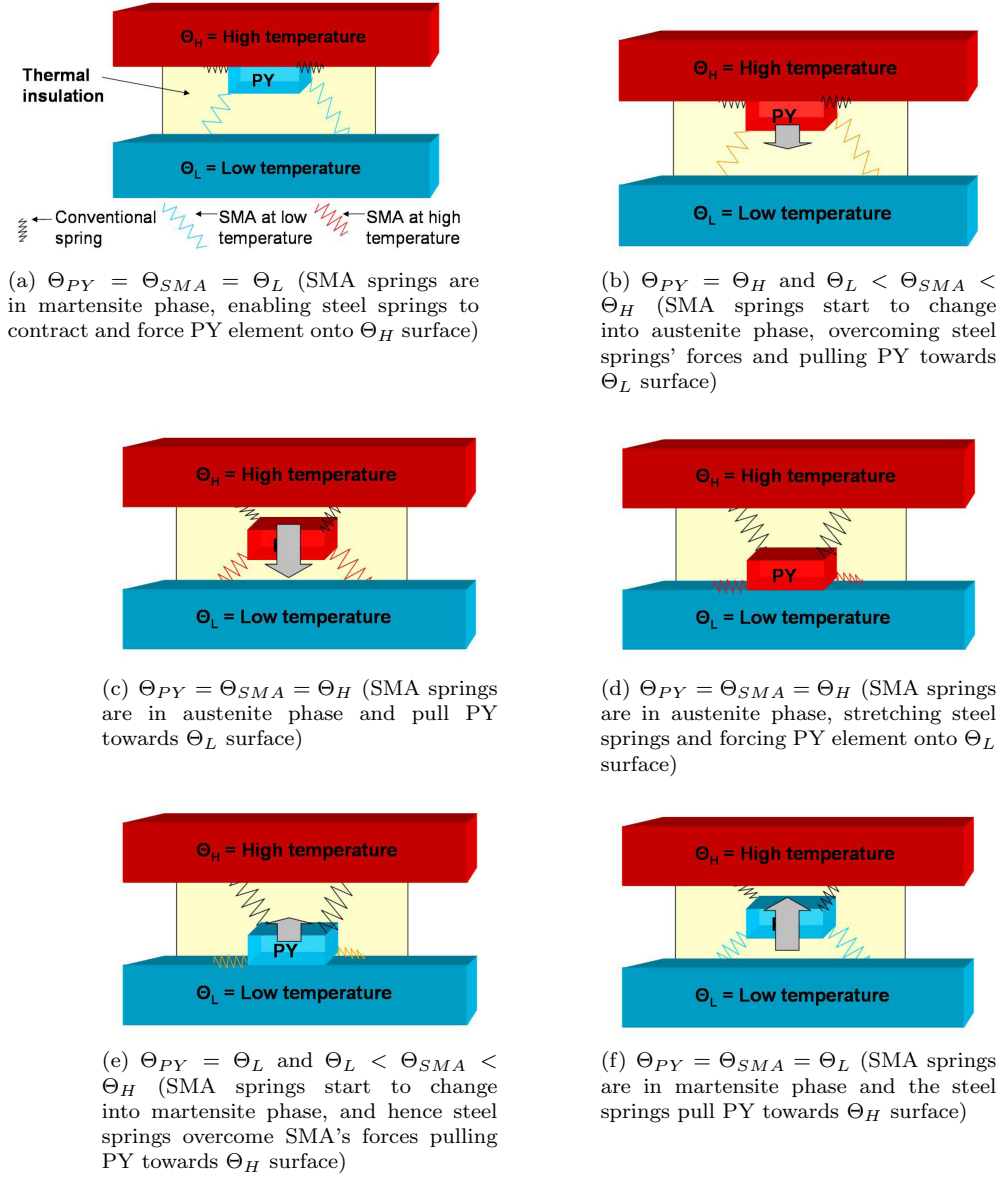 Θ_H = High temperature
Thermal
insulation
PY
Θ_L = Low temperature
Conventional
spring
SMA at low
temperature
SMA at high
temperature
(a) Θ_PY = Θ_SMA = Θ_L (SMA springs are
in martensite phase, enabling steel springs to
contract and force PY element onto Θ_H surface)
Θ_H = High temperature
PY
Θ_L = Low temperature
(b) Θ_PY = Θ_H and Θ_L < Θ_SMA <
Θ_H (SMA springs start to change
into austenite phase, overcoming steel
springs' forces and pulling PY towards
Θ_L surface)
Θ_H = High temperature
Θ_L = Low temperature
(c) Θ_PY = Θ_SMA = Θ_H (SMA springs
are in austenite phase and pull PY
towards Θ_L surface)
Θ_H = High temperature
PY
Θ_L = Low temperature
(d) Θ_PY = Θ_SMA = Θ_H (SMA springs
are in austenite phase, stretching steel
springs and forcing PY element onto Θ_L
surface)
Θ_H = High temperature
PY
Θ_L = Low temperature
(e) Θ_PY = Θ_L and Θ_L < Θ_SMA <
Θ_H (SMA springs start to change
into martensite phase, and hence steel
springs overcome SMA's forces pulling
PY towards Θ_H surface)
Θ_H = High temperature
Θ_L = Low temperature
(f) Θ_PY = Θ_SMA = Θ_L (SMA springs
are in martensite phase and the steel
springs pull PY towards Θ_H surface)